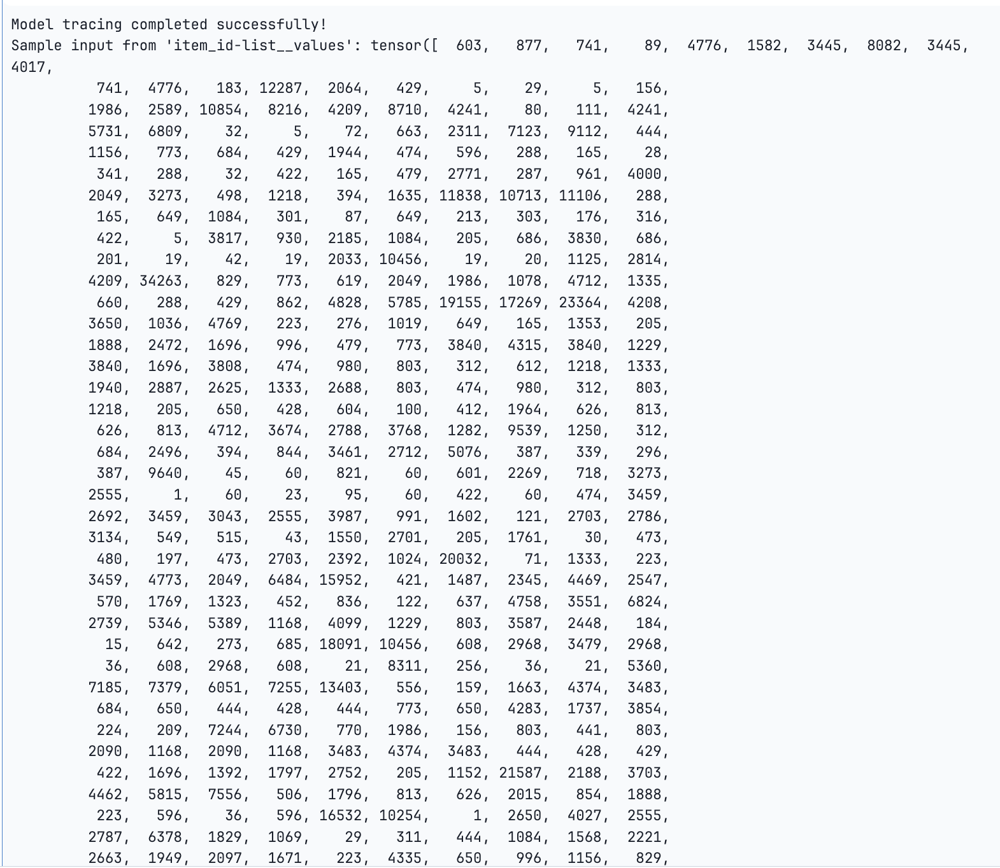 Model tracing completed successfully!
Sample input from 'item_id-list__values': tensor([  603,   877,   741,    89,  4776,  1582,  3445,  8082,  3445,
4017,
          741,  4776,   183, 12287,  2064,   429,     5,    29,     5,   156,
         1986,  2589, 10854,  8216,  4209,  8710,  4241,    80,   111,  4241,
         5731,  6809,    32,     5,    72,   663,  2311,  7123,  9112,   444,
         1156,   773,   684,   429,  1944,   474,   596,   288,   165,    28,
          341,   288,    32,   422,   165,   479,  2771,   287,   961,  4000,
         2049,  3273,   498,  1218,   394,  1635, 11838, 10713, 11106,   288,
          165,   649,  1084,   301,    87,   649,   213,   303,   176,   316,
          422,     5,  3817,   930,  2185,  1084,   205,   686,  3830,   686,
          201,    19,    42,    19,  2033, 10456,    19,    20,  1125,  2814,
         4209, 34263,   829,   773,   619,  2049,  1986,  1078,  4712,  1335,
          660,   288,   429,   862,  4828,  5785, 19155, 17269, 23364,  4208,
         3650,  1036,  4769,   223,   276,  1019,   649,   165,  1353,   205,
         1888,  2472,  1696,   996,   479,   773,  3840,  4315,  3840,  1229,
         3840,  1696,  3808,   474,   980,   803,   312,   612,  1218,  1333,
         1940,  2887,  2625,  1333,  2688,   803,   474,   980,   312,   803,
         1218,   205,   650,   428,   604,   100,   412,  1964,   626,   813,
          626,   813,  4712,  3674,  2788,  3768,  1282,  9539,  1250,   312,
          684,  2496,   394,   844,  3461,  2712,  5076,   387,   339,   296,
          387,  9640,    45,    60,   821,    60,   601,  2269,   718,  3273,
         2555,     1,    60,    23,    95,    60,   422,    60,   474,  3459,
         2692,  3459,  3043,  2555,  3987,   991,  1602,   121,  2703,  2786,
         3134,   549,   515,    43,  1550,  2701,   205,  1761,    30,   473,
          480,   197,   473,  2703,  2392,  1024, 20032,    71,  1333,   223,
         3459,  4773,  2049,  6484, 15952,   421,  1487,  2345,  4469,  2547,
          570,  1769,  1323,   452,   836,   122,   637,  4758,  3551,  6824,
         2739,  5346,  5389,  1168,  4099,  1229,   803,  3587,  2448,   184,
           15,   642,   273,   685, 18091, 10456,   608,  2968,  3479,  2968,
           36,   608,  2968,   608,    21,  8311,   256,    36,    21,  5360,
         7185,  7379,  6051,  7255, 13403,   556,   159,  1663,  4374,  3483,
          684,   650,   444,   428,   444,   773,   650,  4283,  1737,  3854,
          224,   209,  7244,  6730,   770,  1986,   156,   803,   441,   803,
         2090,  1168,  2090,  1168,  3483,  4374,  3483,   444,   428,   429,
          422,  1696,  1392,  1797,  2752,   205,  1152, 21587,  2188,  3703,
         4462,  5815,  7556,   506,  1796,   813,   626,  2015,   854,  1888,
          223,   596,    36,   596, 16532, 10254,     1,  2650,  4027,  2555,
         2787,  6378,  1829,  1069,    29,   311,   444,  1084,  1568,  2221,
         2663,  1949,  2097,  1671,   223,  4335,   650,   996,  1156,   829,